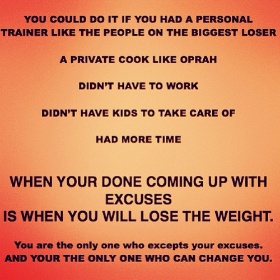 YOU COULD DO IT IF YOU HAD A PERSONAL
TRAINER LIKE THE PEOPLE ON THE BIGGEST LOSER
A PRIVATE COOK LIKE OPRAH
DIDN'T HAVE TO WORK
DIDN'T HAVE KIDS TO TAKE CARE OF
HAD MORE TIME
WHEN YOUR DONE COMING UP WITH
EXCUSES
IS WHEN YOU WILL LOSE THE WEIGHT.
You are the only one who excepts your excuses.
AND YOUR THE ONLY ONE WHO CAN CHANGE YOU.